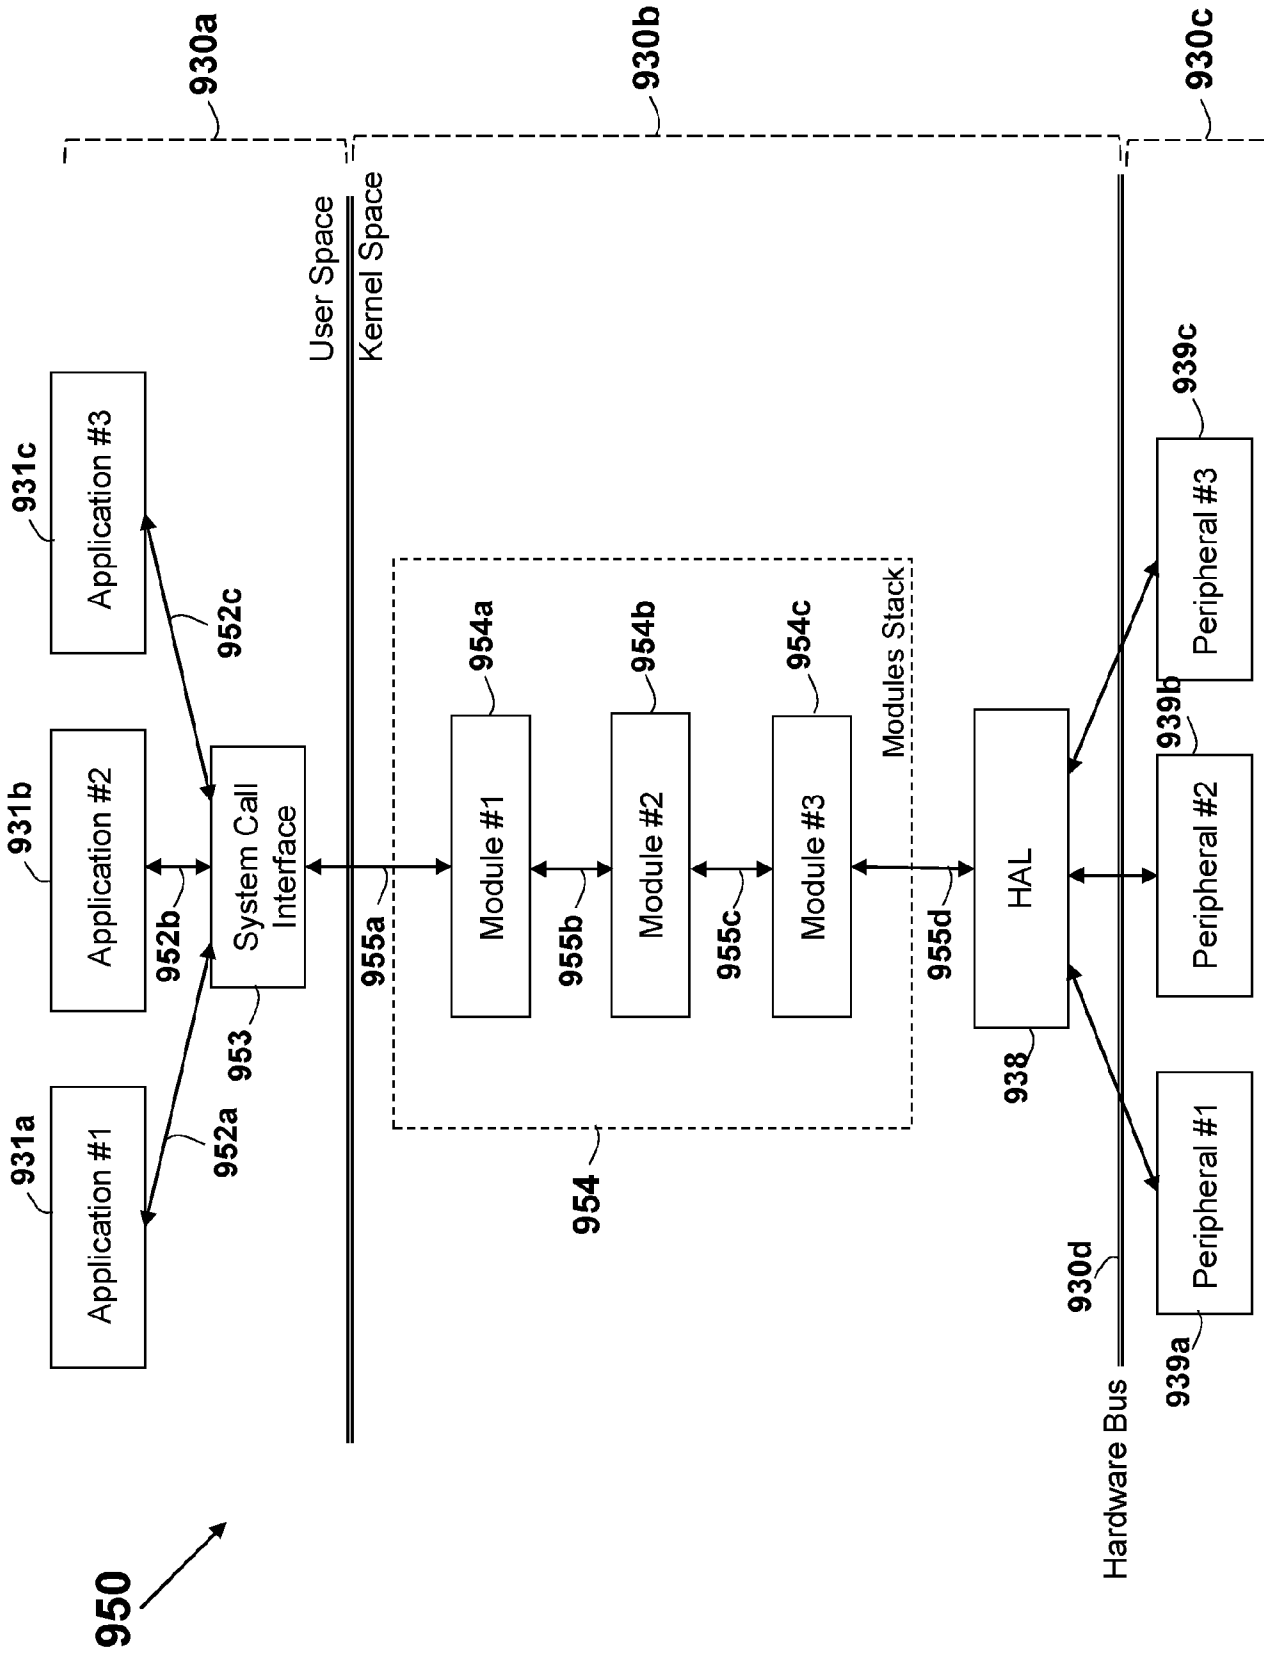 950
931a
Application #1
931b
Application #2
931c
Application #3
930a
952a
952b
952c
953
System Call
Interface
User Space
Kernel Space
930b
955a
954
Module #1
954a
955b
Module #2
954b
955c
Module #3
954c
Modules Stack
955d
938
HAL
Hardware Bus
930d
930c
939a
Peripheral #1
939b
Peripheral #2
939c
Peripheral #3